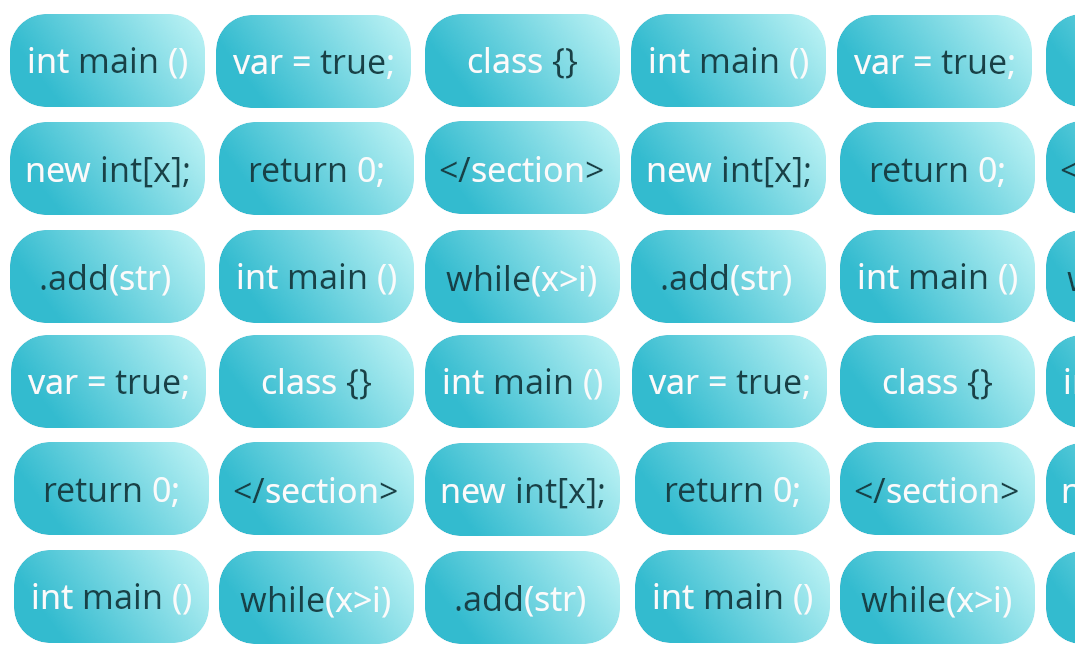 int main () var = true; class {} int main () var = true;
new int[x]; return 0; </section> new int[x]; return 0; <
.add(str) int main () while(x>i) .add(str) int main ()
var = true; class {} int main () var = true; class {}
return 0; </section> new int[x]; return 0; </section>
int main () while(x>i) .add(str) int main () while(x>i)